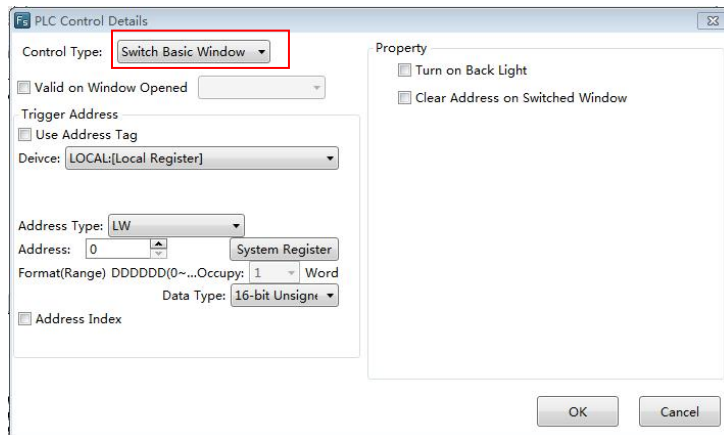 Fs PLC Control Details
Control Type: Switch Basic Window
Valid on Window Opened
Trigger Address
Use Address Tag
Deivce: LOCAL:[Local Register]
Address Type: LW
Address: 0 System Register
Format(Range) DDDDDD(0~...Occupy: 1 Word
Data Type: 16-bit Unsigne
Address Index
Property
Turn on Back Light
Clear Address on Switched Window
OK Cancel